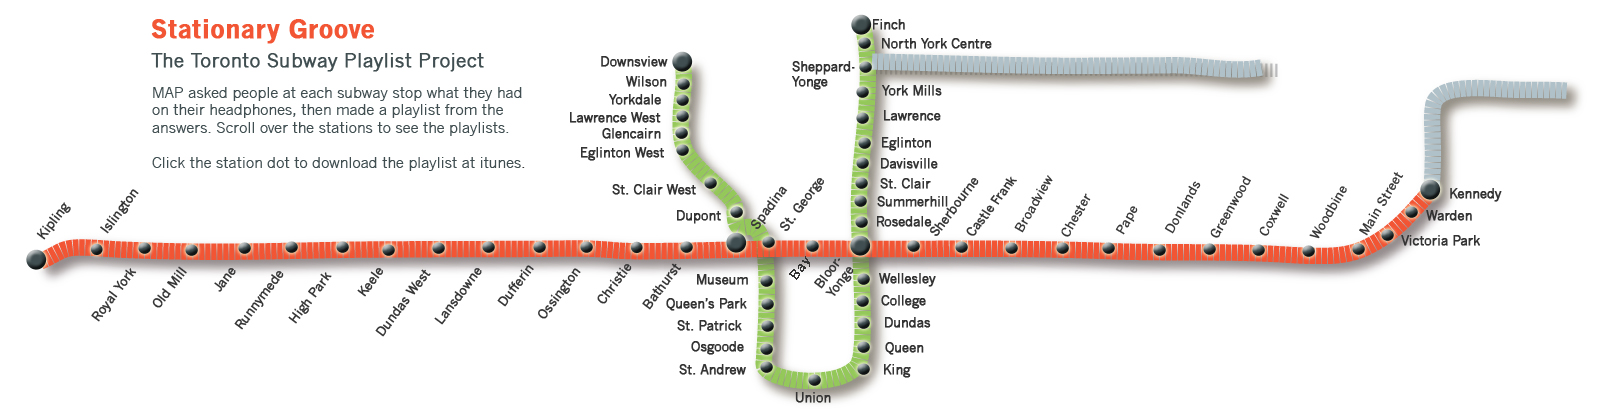 Stationary Groove
The Toronto Subway Playlist Project
MAP asked people at each subway stop what they had
on their headphones, then made a playlist from the
answers. Scroll over the stations to see the playlists.
Click the station dot to download the playlist at itunes.
Finch
North York Centre
Sheppard-
Yonge
York Mills
Lawrence
Eglinton
Davisville
St. Clair
Summerhill
Rosedale
Downsview
Wilson
Yorkdale
Lawrence West
Glencairn
Eglinton West
St. Clair West
Dupont
Spadina
St. George
Kipling
Islington
Royal York
Old Mill
Jane
Runnymede
High Park
Keele
Dundas West
Lansdowne
Dufferin
Ossington
Christie
Bathurst
Bay
Bloor-
Yonge
Sherbourne
Castle Frank
Broadview
Chester
Pape
Donlands
Greenwood
Coxwell
Woodbine
Main Street
Victoria Park
Warden
Kennedy
Museum
Queen's Park
St. Patrick
Osgoode
St. Andrew
Union
Wellesley
College
Dundas
Queen
King